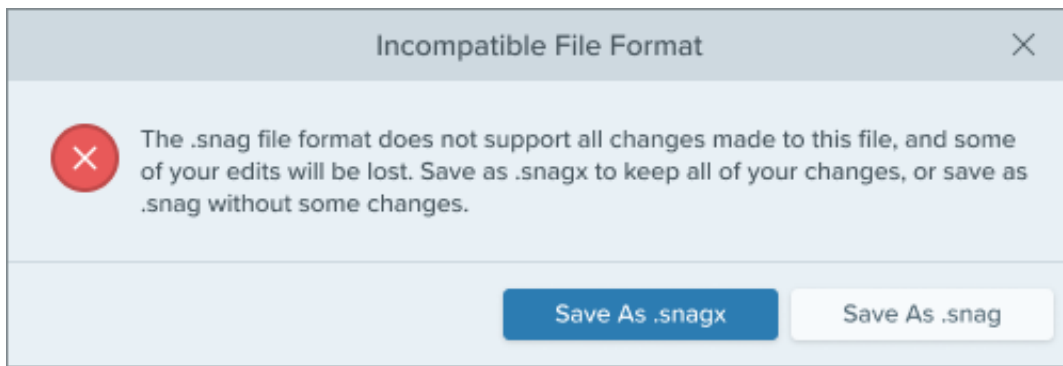 Incompatible File Format
The .snag file format does not support all changes made to this file, and some
of your edits will be lost. Save as .snagx to keep all of your changes, or save as
.snag without some changes.
Save As .snagx
Save As .snag